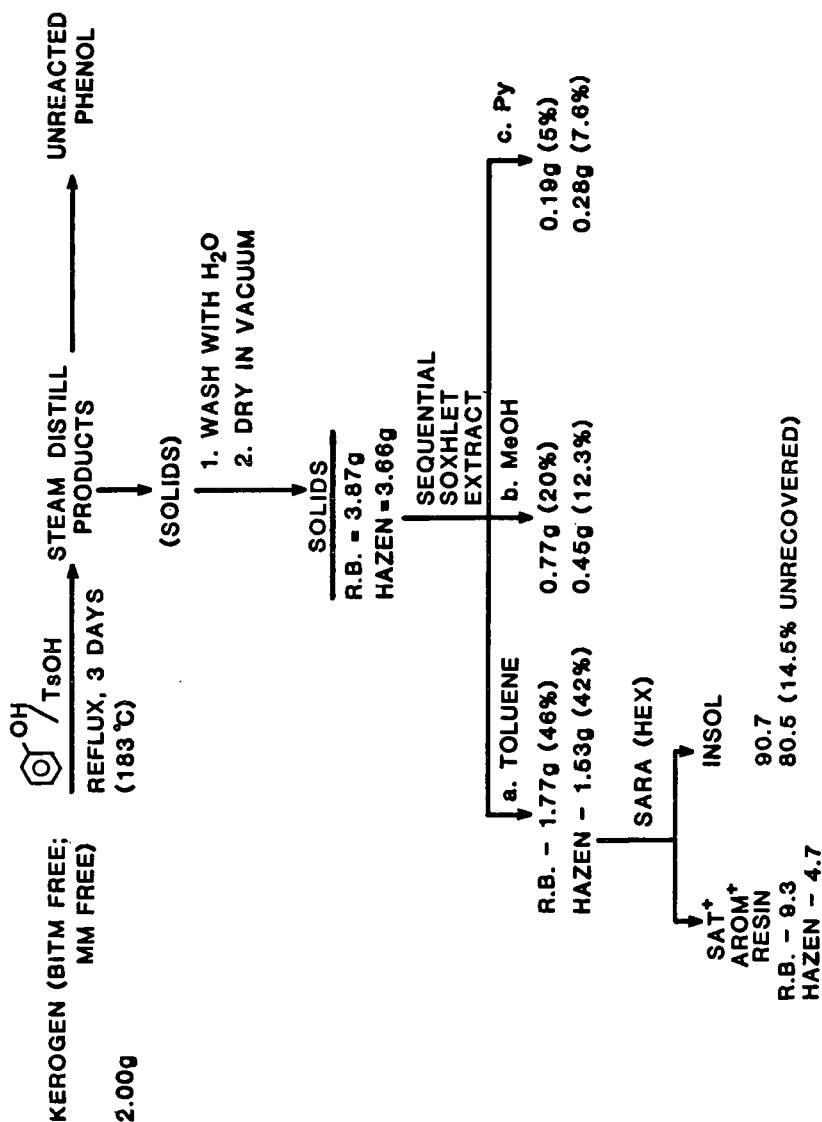 KEROGEN (BITM FREE;
MM FREE)
2.00g
OH
/ TsOH
REFLUX, 3 DAYS
(183 °C)
STEAM DISTILL
PRODUCTS
UNREACTED
PHENOL
(SOLIDS)
1. WASH WITH H₂O
2. DRY IN VACUUM
SOLIDS
R.B. = 3.87g
HAZEN = 3.66g
SEQUENTIAL
SOXHLET
EXTRACT
a. TOLUENE
R.B. – 1.77g (46%)
HAZEN – 1.53g (42%)
b. MeOH
0.77g (20%)
0.45g (12.3%)
c. Py
0.19g (5%)
0.28g (7.6%)
SARA (HEX)
SAT⁺
AROM⁺
RESIN
R.B. – 9.3
HAZEN – 4.7
INSOL
90.7
80.5 (14.5% UNRECOVERED)